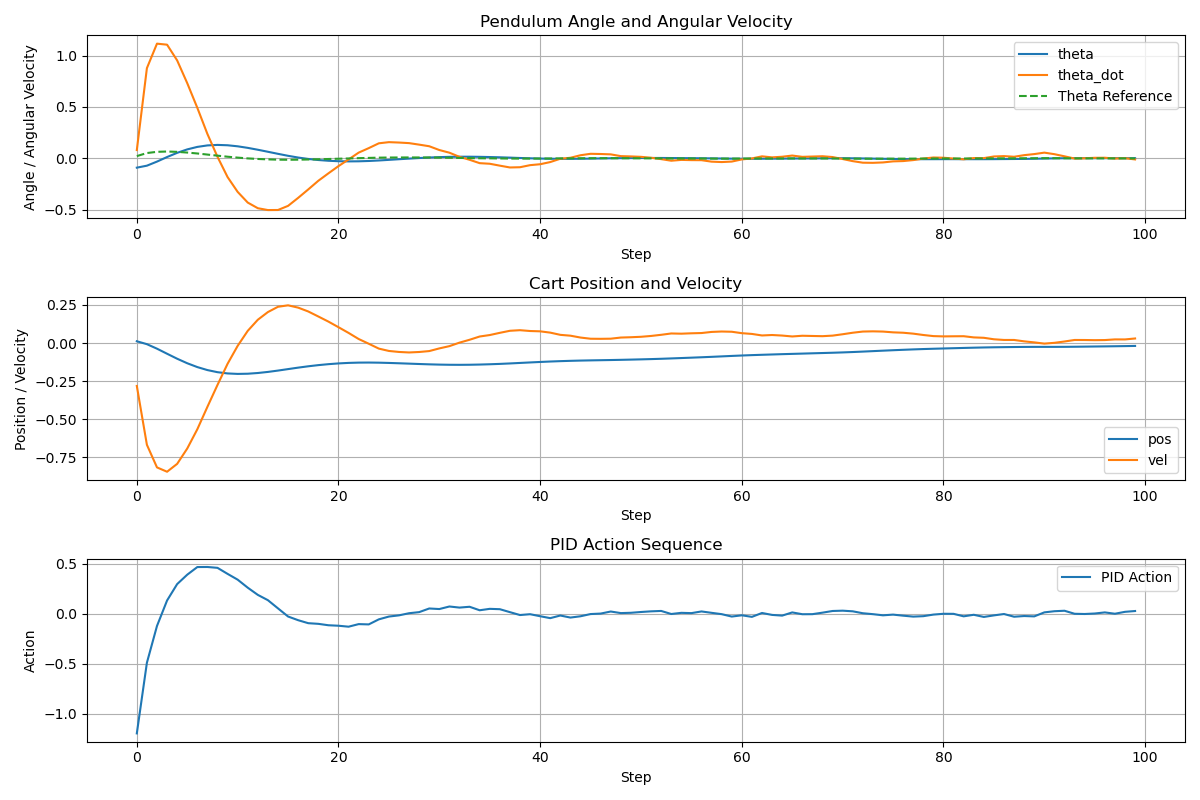 Pendulum Angle and Angular Velocity
Angle / Angular Velocity
1.0
0.5
0.0
−0.5
theta
theta_dot
Theta Reference
0 20 40 60 80 100
Step
Cart Position and Velocity
Position / Velocity
0.25
0.00
−0.25
−0.50
−0.75
pos
vel
0 20 40 60 80 100
Step
PID Action Sequence
Action
0.5
0.0
−0.5
−1.0
PID Action
0 20 40 60 80 100
Step